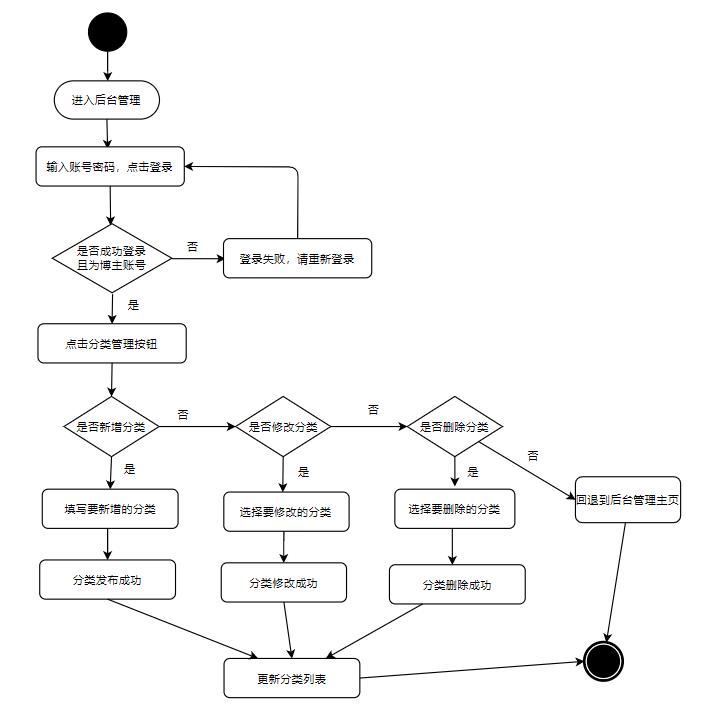 进入后台管理
输入账号密码，点击登录
是否成功登录
且为博主账号
否
登录失败，请重新登录
是
点击分类管理按钮
是否新增分类
否
是否修改分类
否
是否删除分类
否
是
是
是
填写要新增的分类
选择要修改的分类
选择要删除的分类
回退到后台管理主页
分类发布成功
分类修改成功
分类删除成功
更新分类列表